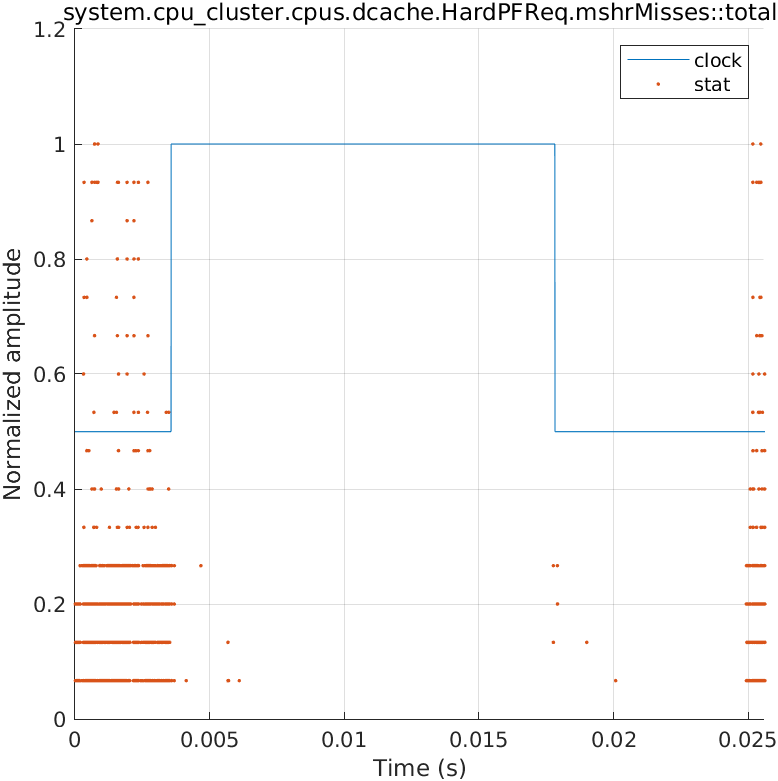 system.cpu_cluster.cpus.dcache.HardPFReq.mshrMisses::total
1.2
1
0.8
0.6
0.4
0.2
0
Normalized amplitude
clock
stat
0 0.005 0.01 0.015 0.02 0.025
Time (s)